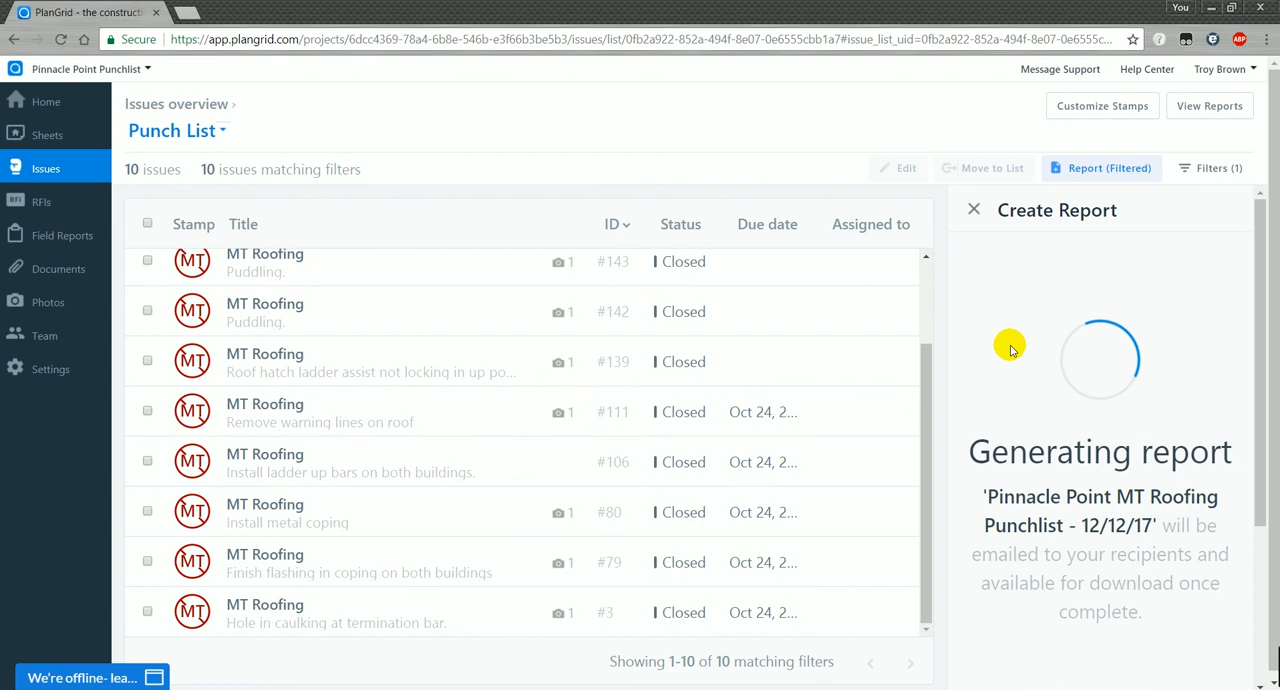 PlanGrid - the constructi
You
Secure
https://app.plangrid.com/projects/6dcc4369-78a4-6b8e-546b-e3f66b3be5b3/issues/list/0fb2a922-852a-494f-8e07-0e6555cbb1a7#issue_list_uid=0fb2a922-852a-494f-8e07-0e6555c...
ABP
Pinnacle Point Punchlist
Message Support
Help Center
Troy Brown
Home
Sheets
Issues
RFI
RFIs
Field Reports
Documents
Photos
Team
Settings
Issues overview ›
Punch List
Customize Stamps
View Reports
10 issues
10 issues matching filters
Edit
Move to List
Report (Filtered)
Filters (1)
Stamp Title ID Status Due date Assigned to
MT MT Roofing 1 #143 Closed
Puddling.
MT MT Roofing 1 #142 Closed
Puddling.
MT MT Roofing 1 #139 Closed
Roof hatch ladder assist not locking in up po...
MT MT Roofing 1 #111 Closed Oct 24, 2...
Remove warning lines on roof
MT MT Roofing #106 Closed Oct 24, 2...
Install ladder up bars on both buildings.
MT MT Roofing 1 #80 Closed Oct 24, 2...
Install metal coping
MT MT Roofing 1 #79 Closed Oct 24, 2...
Finish flashing in coping on both buildings
MT MT Roofing 1 #3 Closed Oct 24, 2...
Hole in caulking at termination bar.
Showing 1-10 of 10 matching filters
Create Report
Generating report
'Pinnacle Point MT Roofing
Punchlist - 12/12/17' will be
emailed to your recipients and
available for download once
complete.
We're offline- lea...